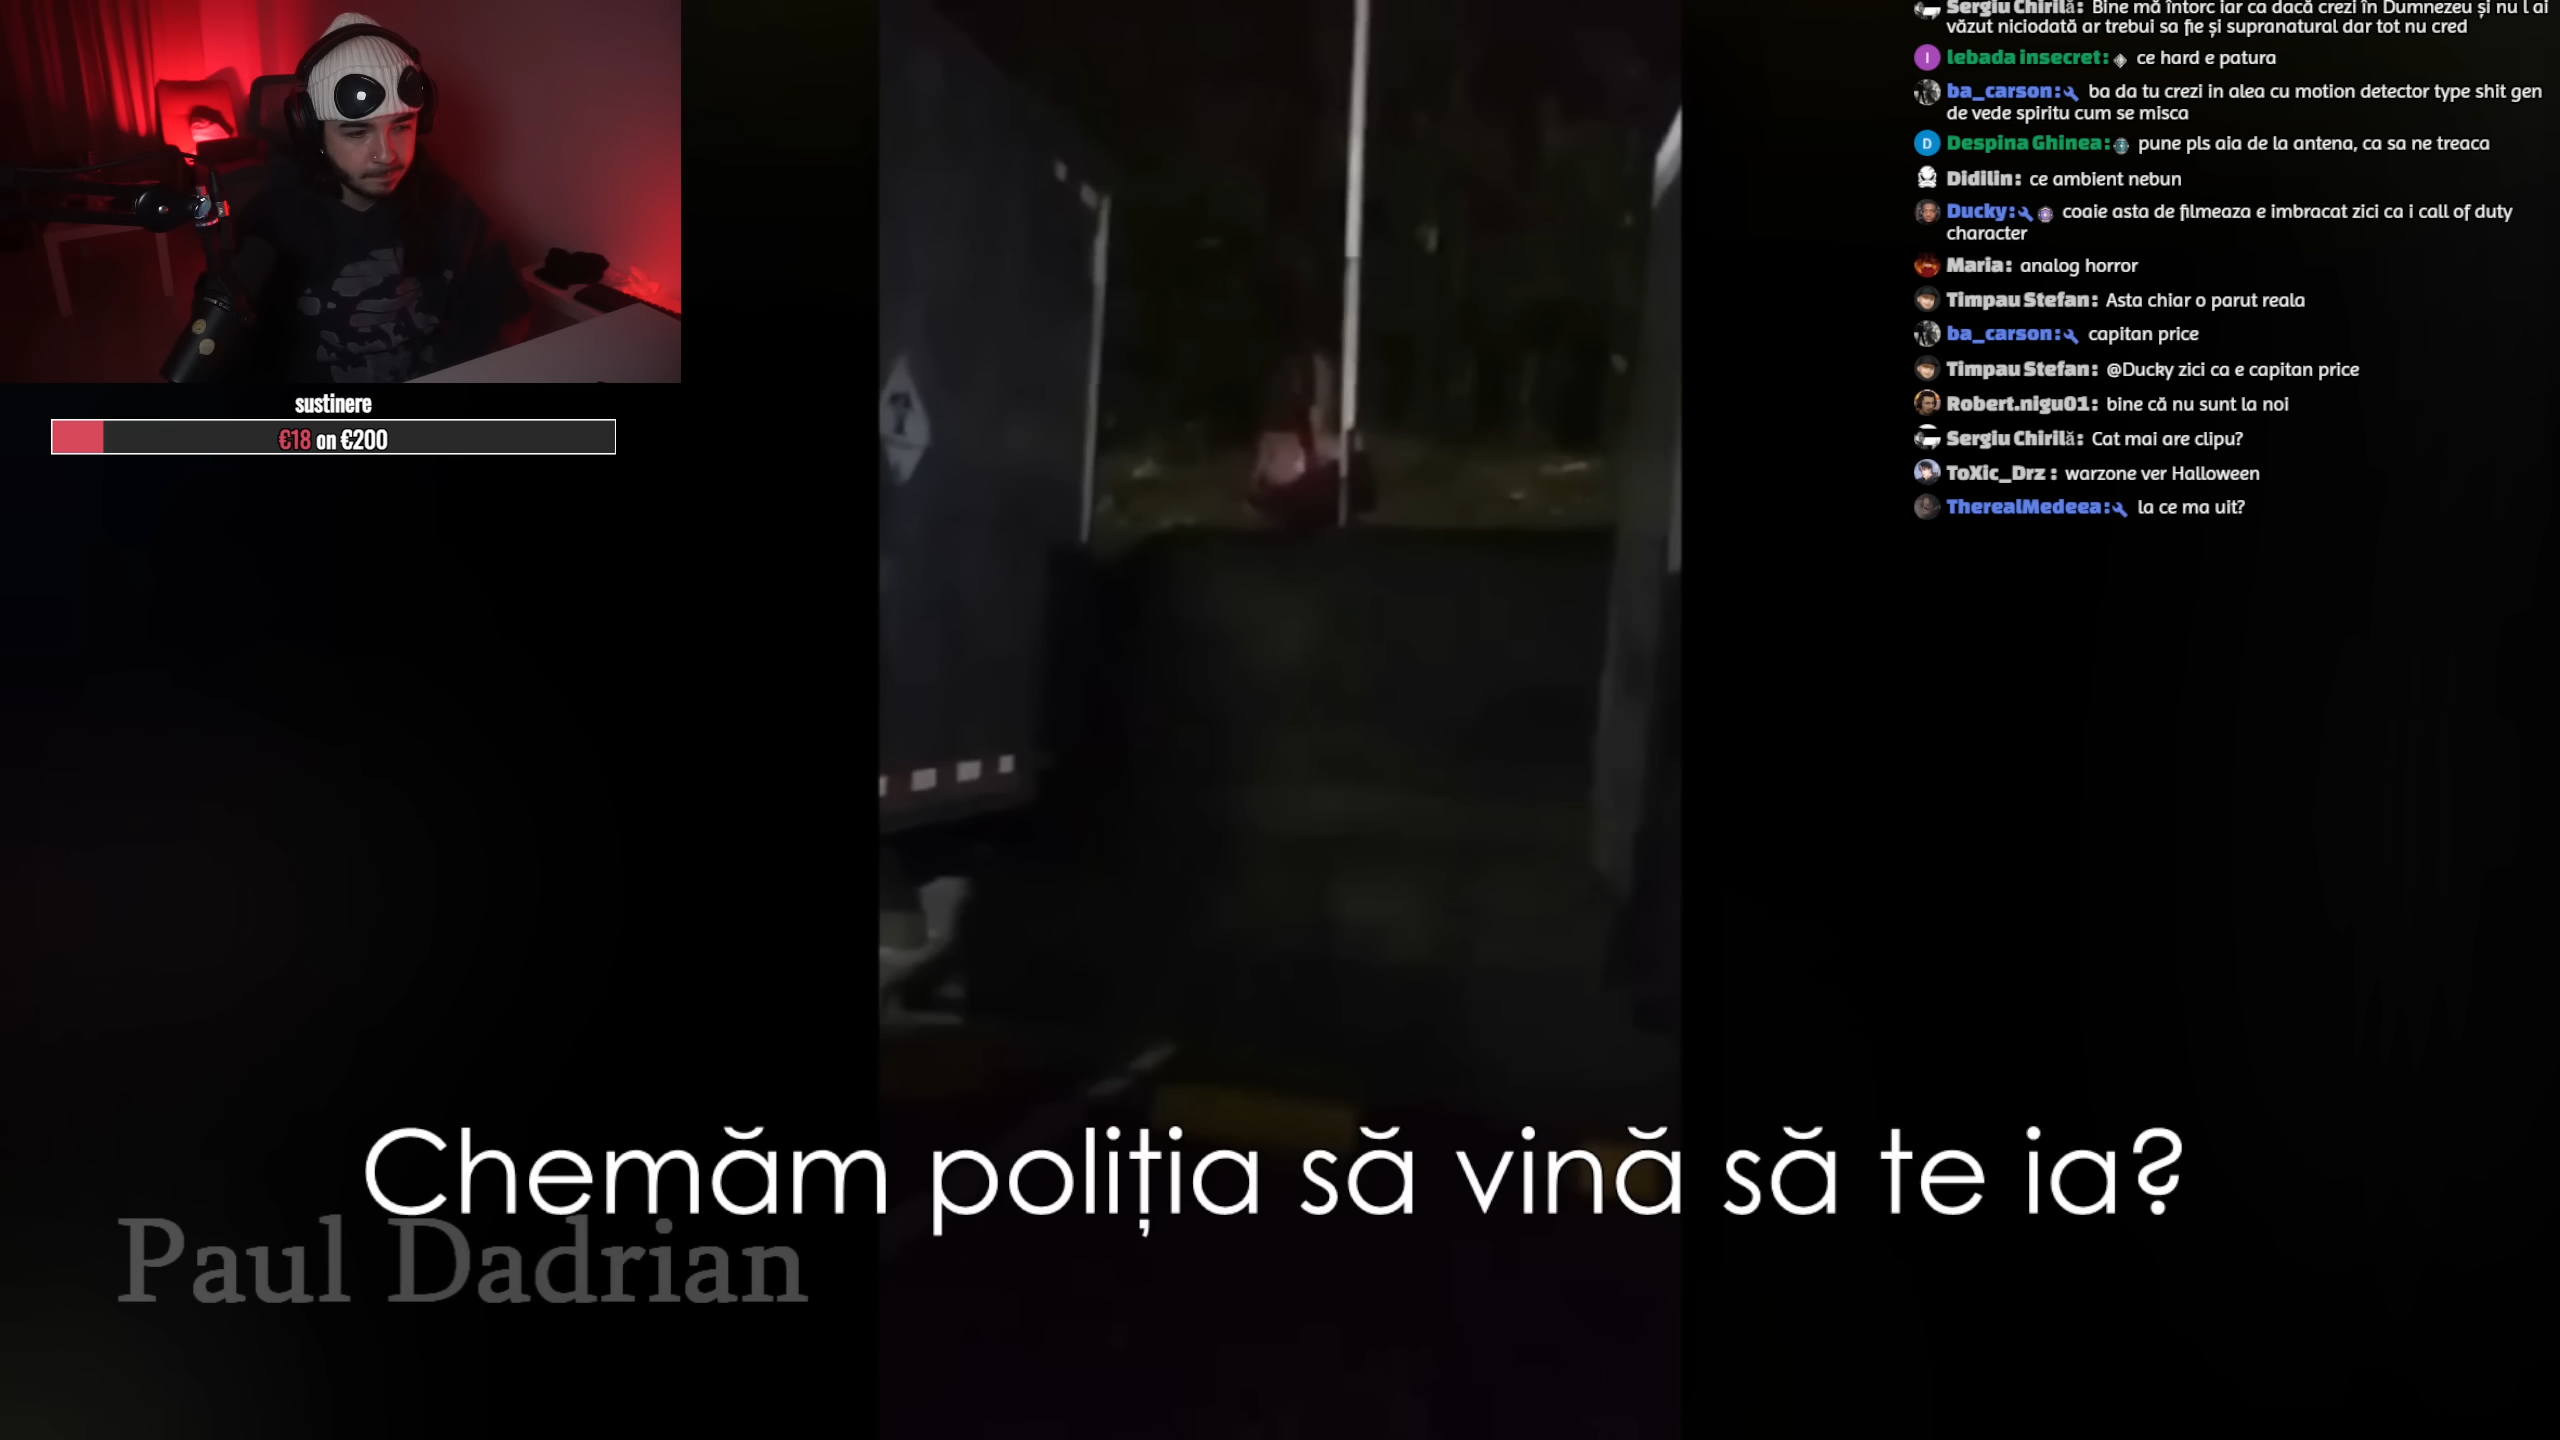 sustinere
€18 on €200
Sergiu Chirilă: Bine mă întorc iar ca dacă crezi în Dumnezeu și nu l ai
văzut niciodată ar trebui sa fie și supranatural dar tot nu cred
I lebada insecret: ce hard e patura
ba_carson: ba da tu crezi in alea cu motion detector type shit gen
de vede spiritu cum se misca
D Despina Ghinea: pune pls aia de la antena, ca sa ne treaca
Didilin: ce ambient nebun
Ducky: coaie asta de filmeaza e imbracat zici ca i call of duty
character
Maria: analog horror
Timpau Stefan: Asta chiar o parut reala
ba_carson: capitan price
Timpau Stefan: @Ducky zici ca e capitan price
Robert.nigu01: bine că nu sunt la noi
Sergiu Chirilă: Cat mai are clipu?
ToXic_Drz : warzone ver Halloween
TherealMedeea: la ce ma uit?
Chemăm poliția să vină să te ia?
Paul Dadrian